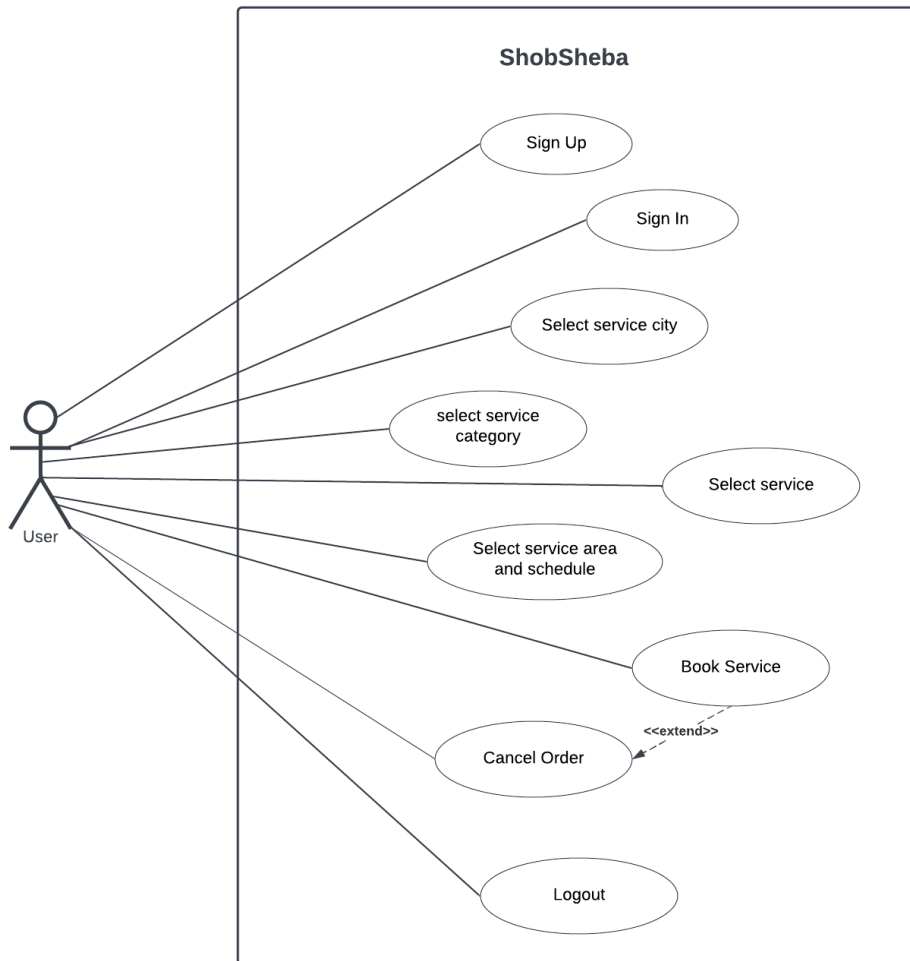 ShobSheba
Sign Up
Sign In
Select service city
select service
category
Select service
User
Select service area
and schedule
Book Service
<<extend>>
Cancel Order
Logout